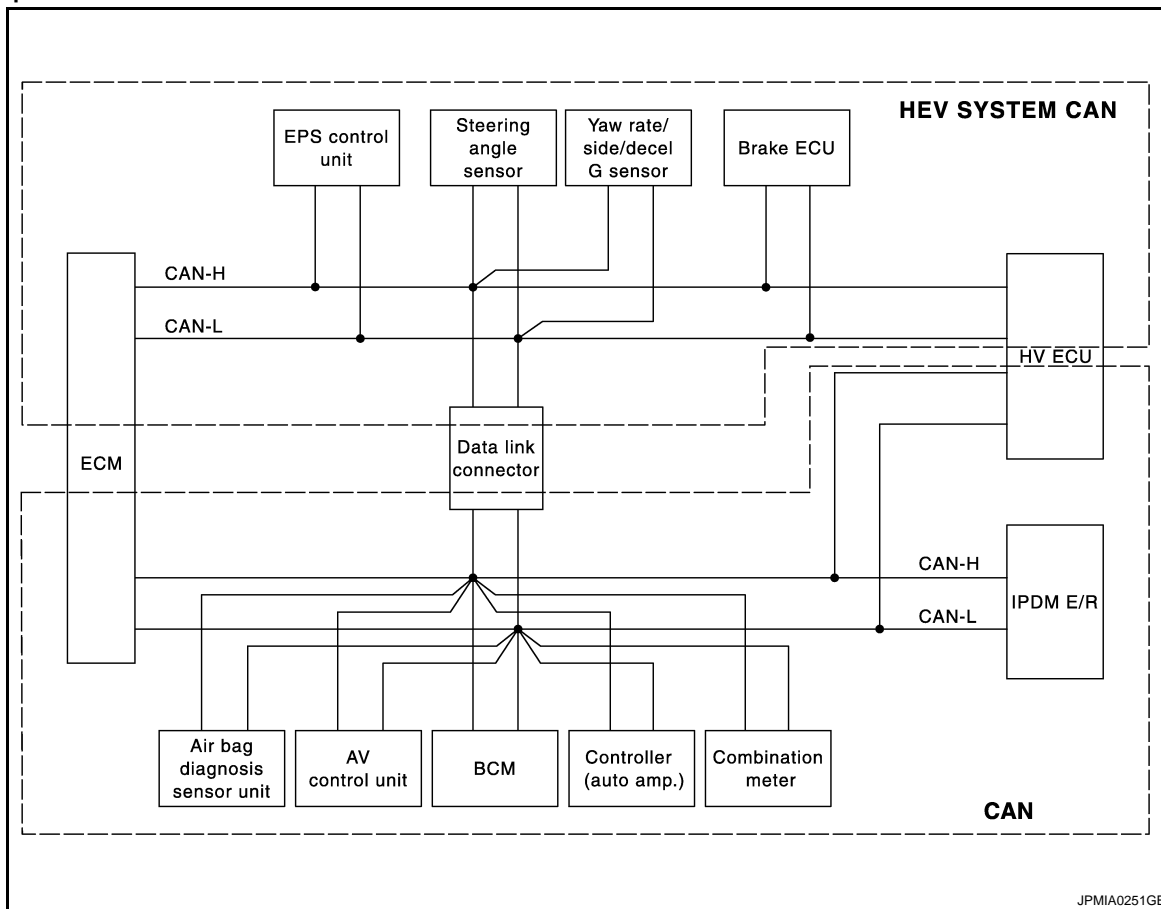 HEV SYSTEM CAN
EPS control
unit
Steering
angle
sensor
Yaw rate/
side/decel
G sensor
Brake ECU
CAN-H
CAN-L
HV ECU
ECM
Data link
connector
CAN-H
CAN-L
IPDM E/R
Air bag
diagnosis
sensor unit
AV
control unit
BCM
Controller
(auto amp.)
Combination
meter
CAN